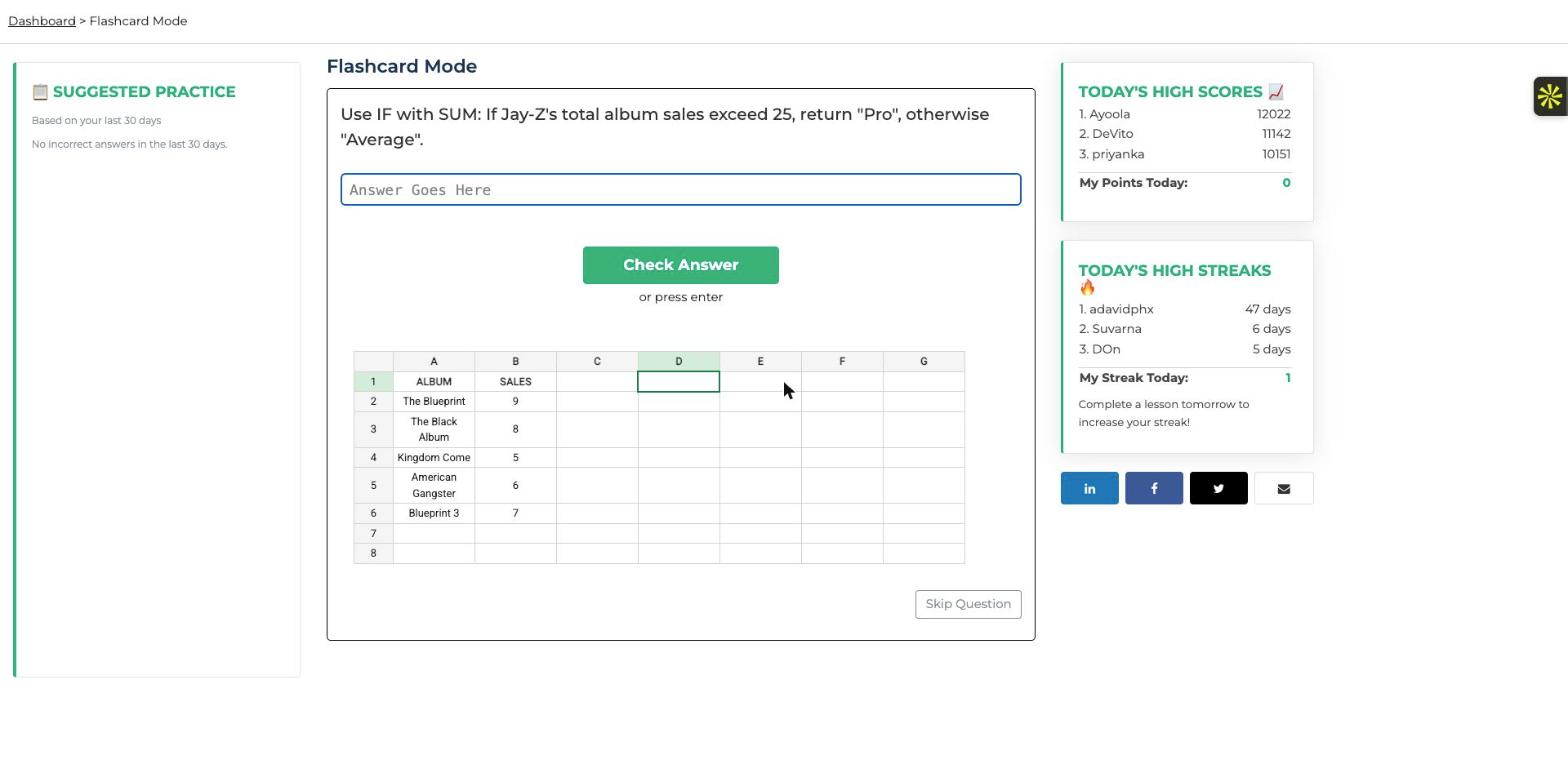 Dashboard > Flashcard Mode
📋 SUGGESTED PRACTICE
Based on your last 30 days
No incorrect answers in the last 30 days.
Flashcard Mode
Use IF with SUM: If Jay-Z's total album sales exceed 25, return "Pro", otherwise
"Average".
Answer Goes Here
Check Answer
or press enter
A B C D E F G
1 ALBUM SALES
2 The Blueprint 9
3 The Black
Album 8
4 Kingdom Come 5
5 American
Gangster 6
6 Blueprint 3 7
7
8
Skip Question
TODAY'S HIGH SCORES 📈
1. Ayoola 12022
2. DeVito 11142
3. priyanka 10151
My Points Today: 0
TODAY'S HIGH STREAKS
🔥
1. adavidphx 47 days
2. Suvarna 6 days
3. DOn 5 days
My Streak Today: 1
Complete a lesson tomorrow to
increase your streak!
in f